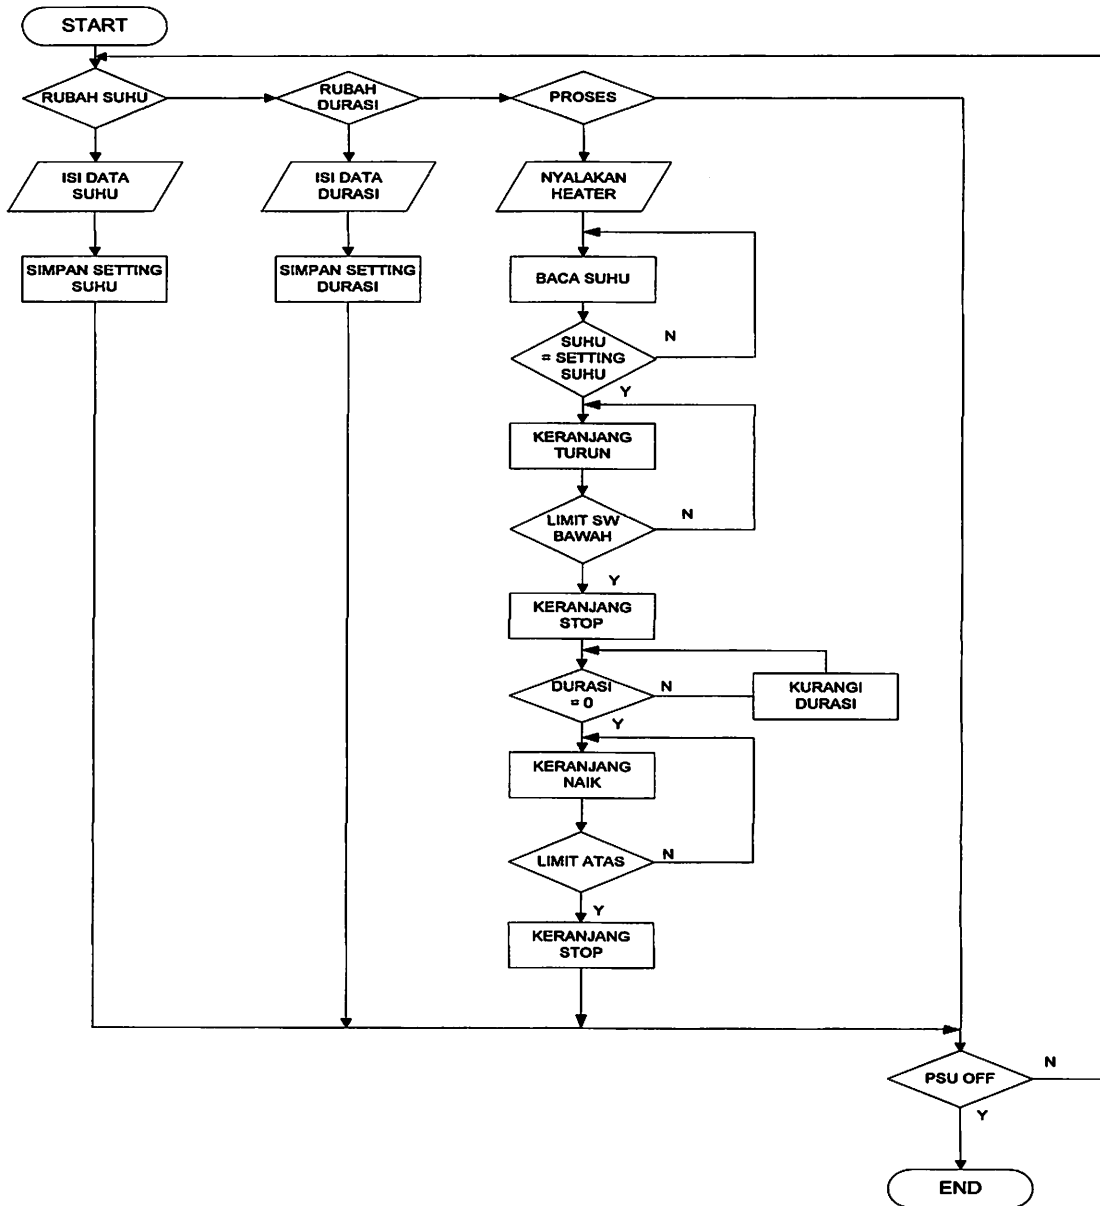 START
RUBAH SUHU
RUBAH
DURASI
PROSES
ISI DATA
SUHU
ISI DATA
DURASI
NYALAKAN
HEATER
SIMPAN SETTING
SUHU
SIMPAN SETTING
DURASI
BACA SUHU
SUHU
= SETTING
SUHU
N
Y
KERANJANG
TURUN
LIMIT SW
BAWAH
N
Y
KERANJANG
STOP
DURASI
= 0
N
KURANGI
DURASI
Y
KERANJANG
NAIK
LIMIT ATAS
N
Y
KERANJANG
STOP
PSU OFF
N
Y
END